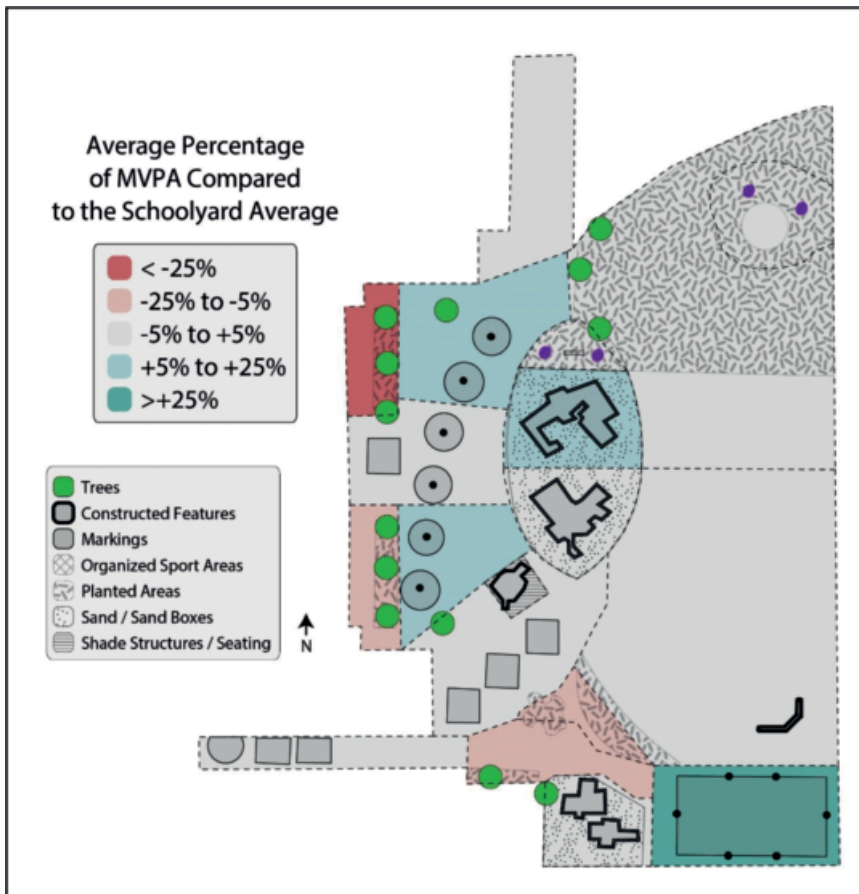 Average Percentage
of MVPA Compared
to the Schoolyard Average
< -25%
-25% to -5%
-5% to +5%
+5% to +25%
>+25%
Trees
Constructed Features
Markings
Organized Sport Areas
Planted Areas
Sand / Sand Boxes
Shade Structures / Seating
N